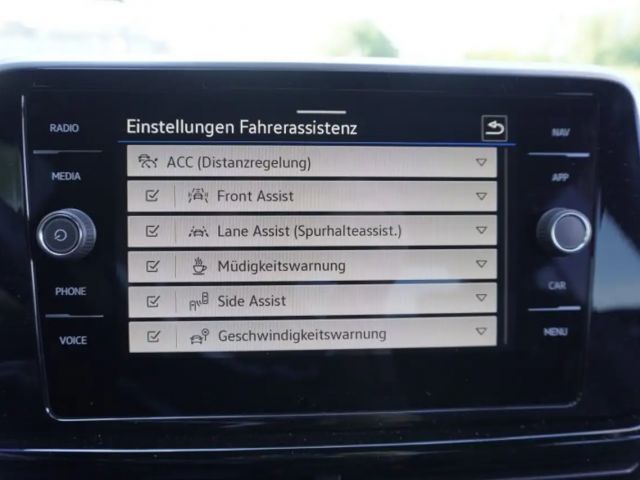 RADIO
MEDIA
PHONE
VOICE
Einstellungen Fahrerassistenz
ACC (Distanzregelung)
Front Assist
Lane Assist (Spurhalteassist.)
Müdigkeitswarnung
Side Assist
Geschwindigkeitswarnung
NAV
APP
CAR
MENU